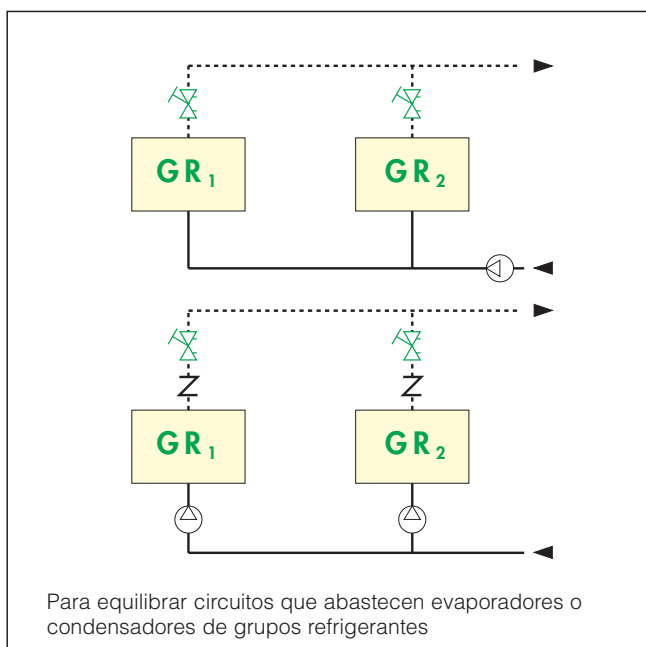 GR₁ GR₂
GR₁ GR₂
Para equilibrar circuitos que abastecen evaporadores o
condensadores de grupos refrigerantes